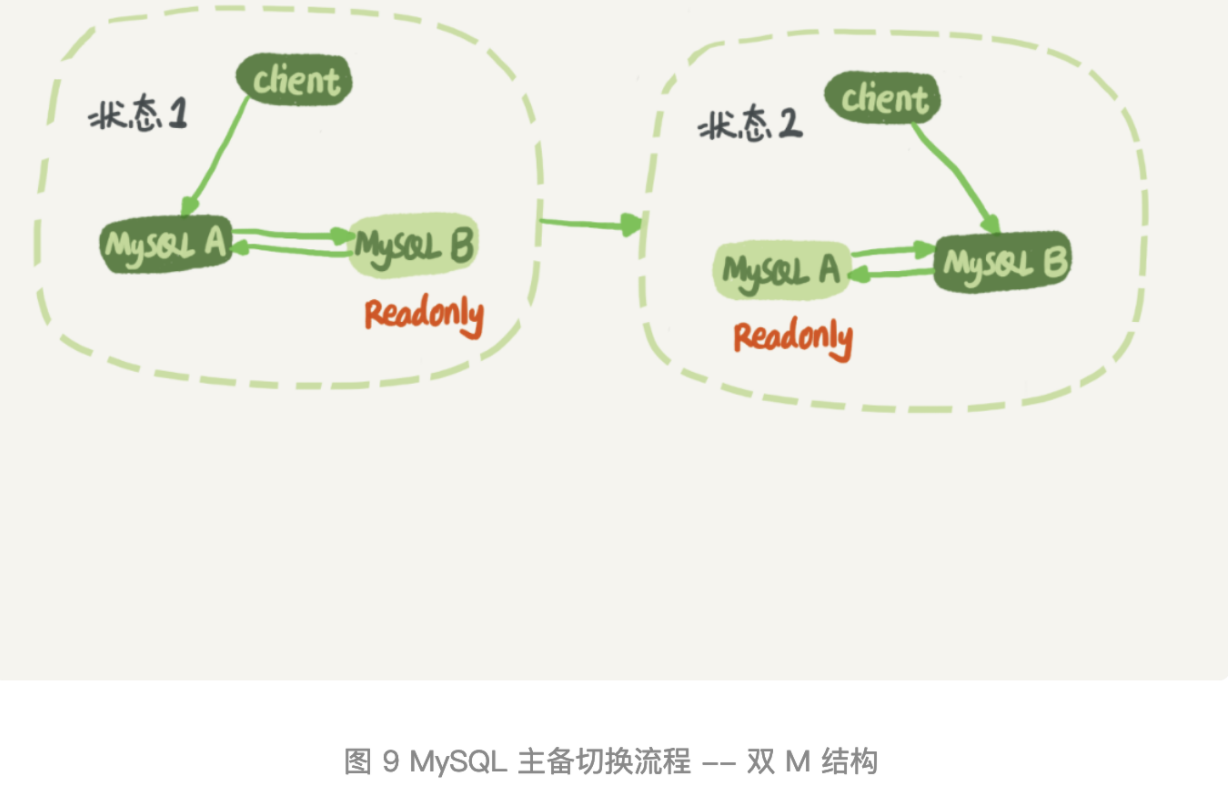 client
状态1
MySQL A
MySQL B
Readonly
client
状态2
MySQL A
MySQL B
Readonly
图 9 MySQL 主备切换流程 -- 双 M 结构